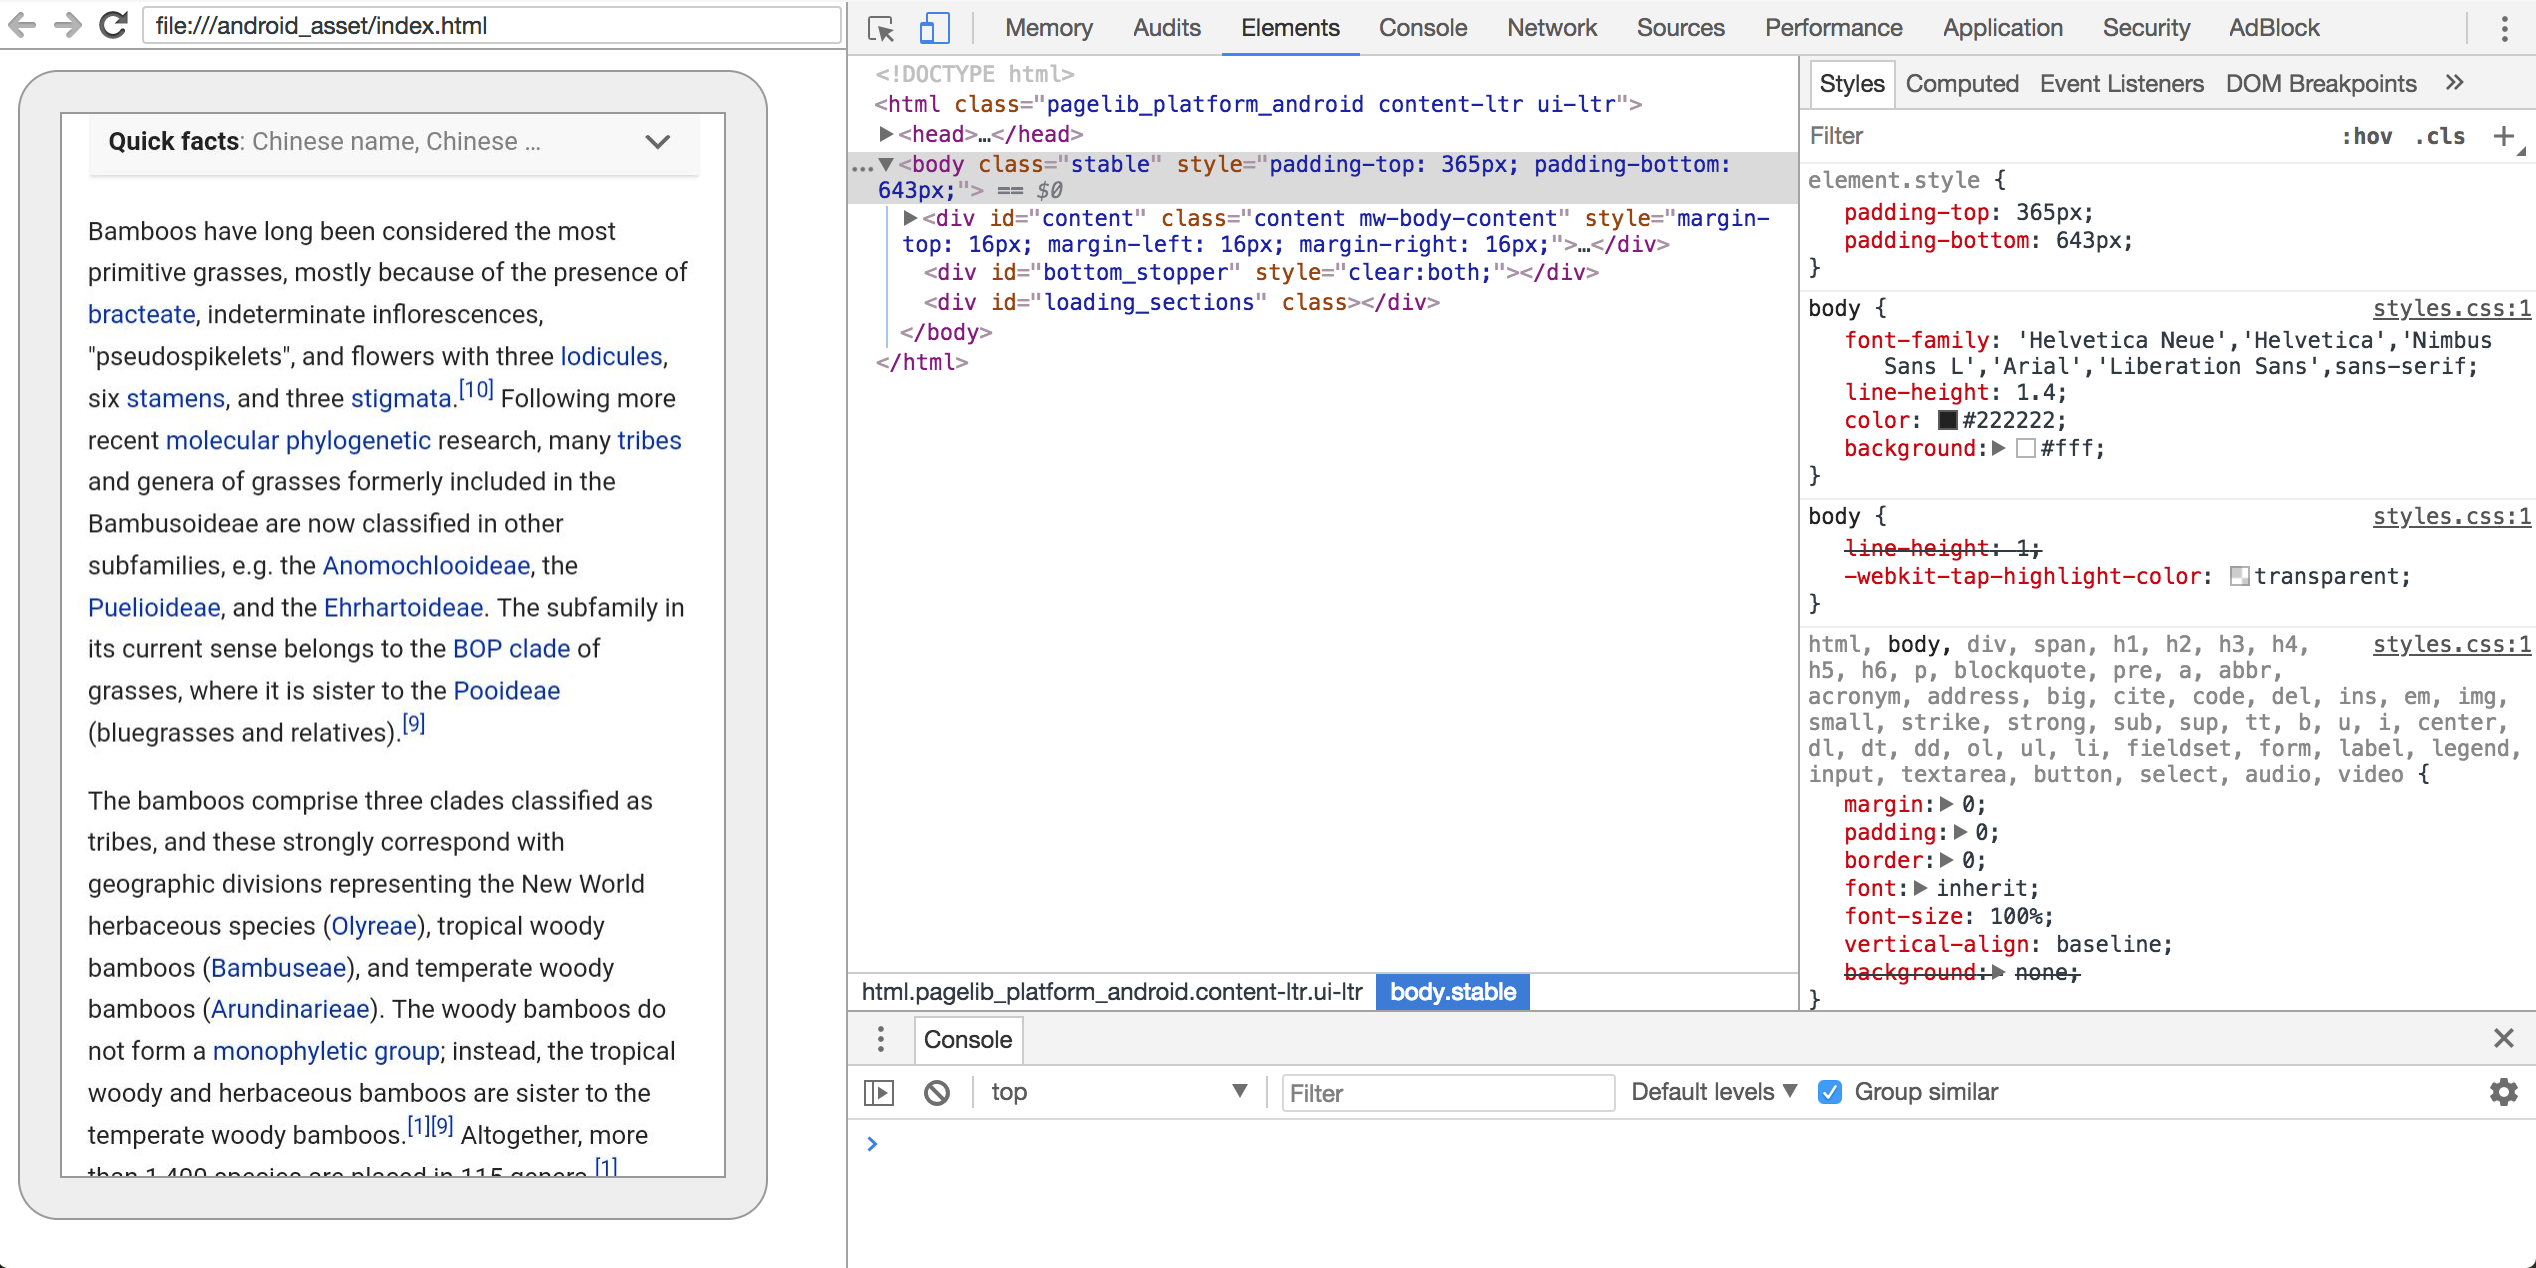 file:///android_asset/index.html
Quick facts: Chinese name, Chinese ...
Bamboos have long been considered the most
primitive grasses, mostly because of the presence of
bracteate, indeterminate inflorescences,
"pseudospikelets", and flowers with three lodicules,
six stamens, and three stigmata.[10] Following more
recent molecular phylogenetic research, many tribes
and genera of grasses formerly included in the
Bambusoideae are now classified in other
subfamilies, e.g. the Anomochlooideae, the
Puelioideae, and the Ehrhartoideae. The subfamily in
its current sense belongs to the BOP clade of
grasses, where it is sister to the Pooideae
(bluegrasses and relatives).[9]
The bamboos comprise three clades classified as
tribes, and these strongly correspond with
geographic divisions representing the New World
herbaceous species (Olyreae), tropical woody
bamboos (Bambuseae), and temperate woody
bamboos (Arundinarieae). The woody bamboos do
not form a monophyletic group; instead, the tropical
woody and herbaceous bamboos are sister to the
temperate woody bamboos.[1][9] Altogether, more
than 1,400 species are placed in 115 genera.[1]
Memory Audits Elements Console Network Sources Performance Application Security AdBlock
<!DOCTYPE html>
<html class="pagelib_platform_android content-ltr ui-ltr">
▶<head>…</head>
…▼<body class="stable" style="padding-top: 365px; padding-bottom:
643px;"> == $0
▶<div id="content" class="content mw-body-content" style="margin-
top: 16px; margin-left: 16px; margin-right: 16px;">…</div>
<div id="bottom_stopper" style="clear:both;"></div>
<div id="loading_sections" class></div>
</body>
</html>
html.pagelib_platform_android.content-ltr.ui-ltr body.stable
Styles Computed Event Listeners DOM Breakpoints »
Filter :hov .cls +
element.style {
padding-top: 365px;
padding-bottom: 643px;
}
body { styles.css:1
font-family: 'Helvetica Neue','Helvetica','Nimbus
Sans L','Arial','Liberation Sans',sans-serif;
line-height: 1.4;
color: #222222;
background:▶ #fff;
}
body { styles.css:1
line-height: 1;
-webkit-tap-highlight-color: transparent;
}
html, body, div, span, h1, h2, h3, h4, styles.css:1
h5, h6, p, blockquote, pre, a, abbr,
acronym, address, big, cite, code, del, ins, em, img,
small, strike, strong, sub, sup, tt, b, u, i, center,
dl, dt, dd, ol, ul, li, fieldset, form, label, legend,
input, textarea, button, select, audio, video {
margin:▶ 0;
padding:▶ 0;
border:▶ 0;
font:▶ inherit;
font-size: 100%;
vertical-align: baseline;
background:▶ none;
}
Console
top ▼ Filter Default levels ▼ Group similar
>